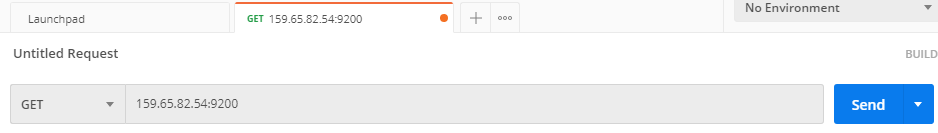 Launchpad
GET 159.65.82.54:9200
No Environment
Untitled Request
BUILD
GET
159.65.82.54:9200
Send